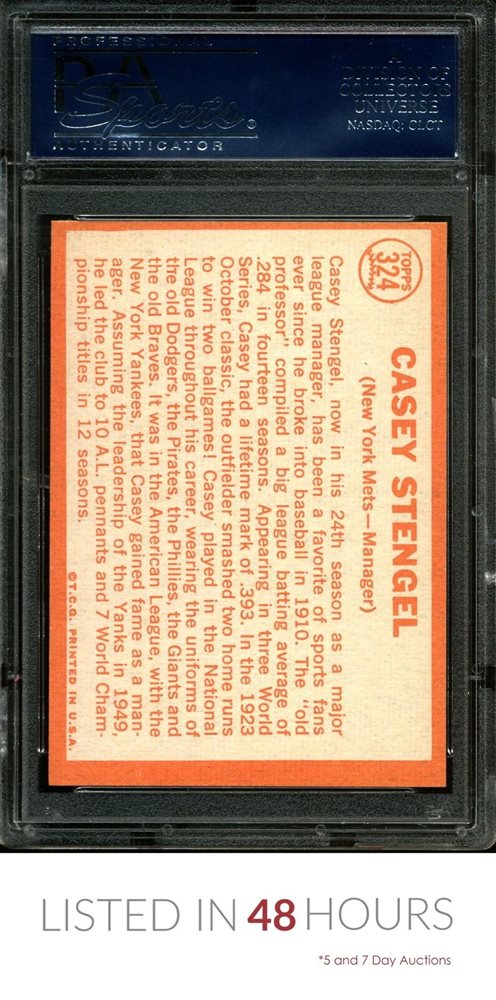 PROFESSIONAL
PSA
Sports
AUTHENTICATOR
A
DIVISION OF
COLLECTORS
UNIVERSE
NASDAQ: CLCT
TOPPS
324
CASEY STENGEL
(New York Mets—Manager)
Casey Stengel, now in his 24th season as a major
league manager, has been a favorite of sports fans
ever since he broke into baseball in 1910. The "old
professor" compiled a big league batting average of
.284 in fourteen seasons. Appearing in three World
Series, Casey had a lifetime mark of .393. In the 1923
October classic, the outfielder smashed two home runs
to win two ballgames! Casey played in the National
League throughout his career, wearing the uniforms of
the old Dodgers, the Pirates, the Phillies, the Giants and
the old Braves. It was in the American League, with the
New York Yankees, that Casey gained fame as a man-
ager. Assuming the leadership of the Yanks in 1949,
he led the club to 10 A.L. pennants and 7 World Cham-
pionship titles in 12 seasons.
©T.C.G. PRINTED IN U.S.A.
LISTED IN 48 HOURS
*5 and 7 Day Auctions